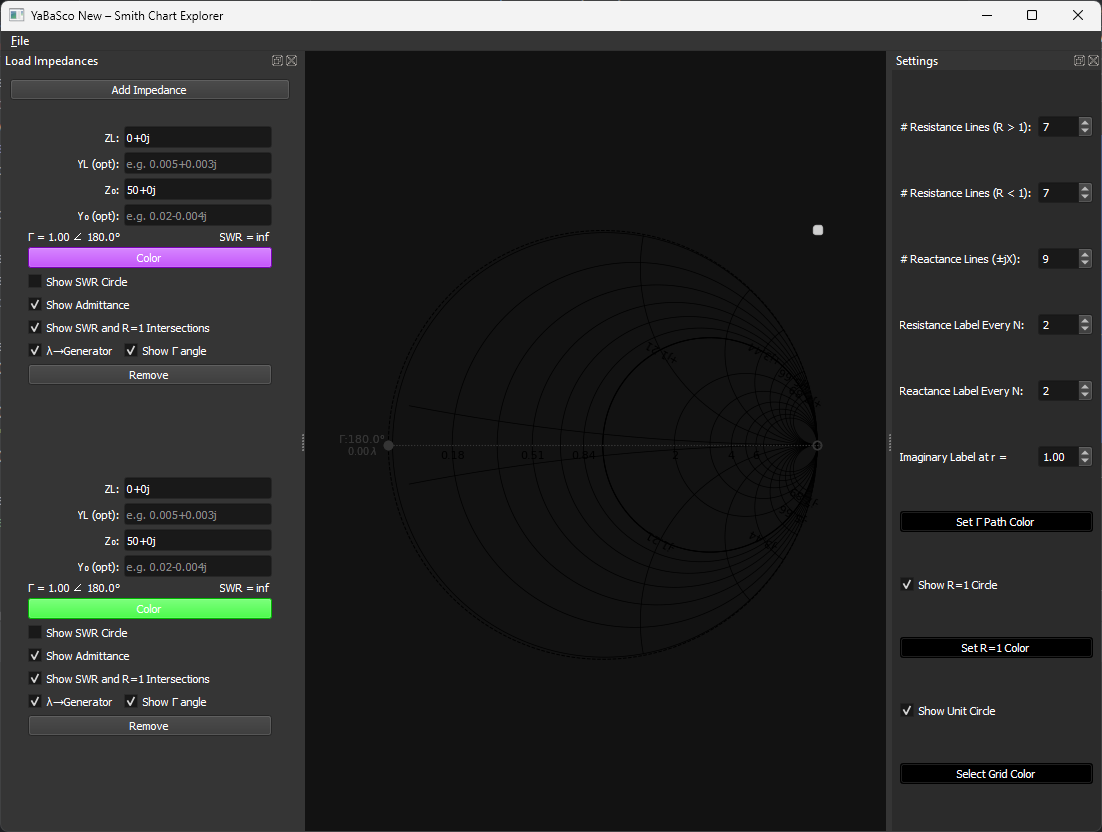 YaBaSco New – Smith Chart Explorer
File
Load Impedances
Add Impedance
ZL: 0+0j
YL (opt): e.g. 0.005+0.003j
Z₀: 50+0j
Y₀ (opt): e.g. 0.02-0.004j
Γ = 1.00 ∠ 180.0° SWR = inf
Color
Show SWR Circle
Show Admittance
Show SWR and R=1 Intersections
λ→Generator Show Γ angle
Remove
ZL: 0+0j
YL (opt): e.g. 0.005+0.003j
Z₀: 50+0j
Y₀ (opt): e.g. 0.02-0.004j
Γ = 1.00 ∠ 180.0° SWR = inf
Color
Show SWR Circle
Show Admittance
Show SWR and R=1 Intersections
λ→Generator Show Γ angle
Remove
Γ:180.0°
0.00 λ
0.18 0.51 0.84 2 4 6
Settings
# Resistance Lines (R > 1): 7
# Resistance Lines (R < 1): 7
# Reactance Lines (±jX): 9
Resistance Label Every N: 2
Reactance Label Every N: 2
Imaginary Label at r = 1.00
Set Γ Path Color
Show R=1 Circle
Set R=1 Color
Show Unit Circle
Select Grid Color